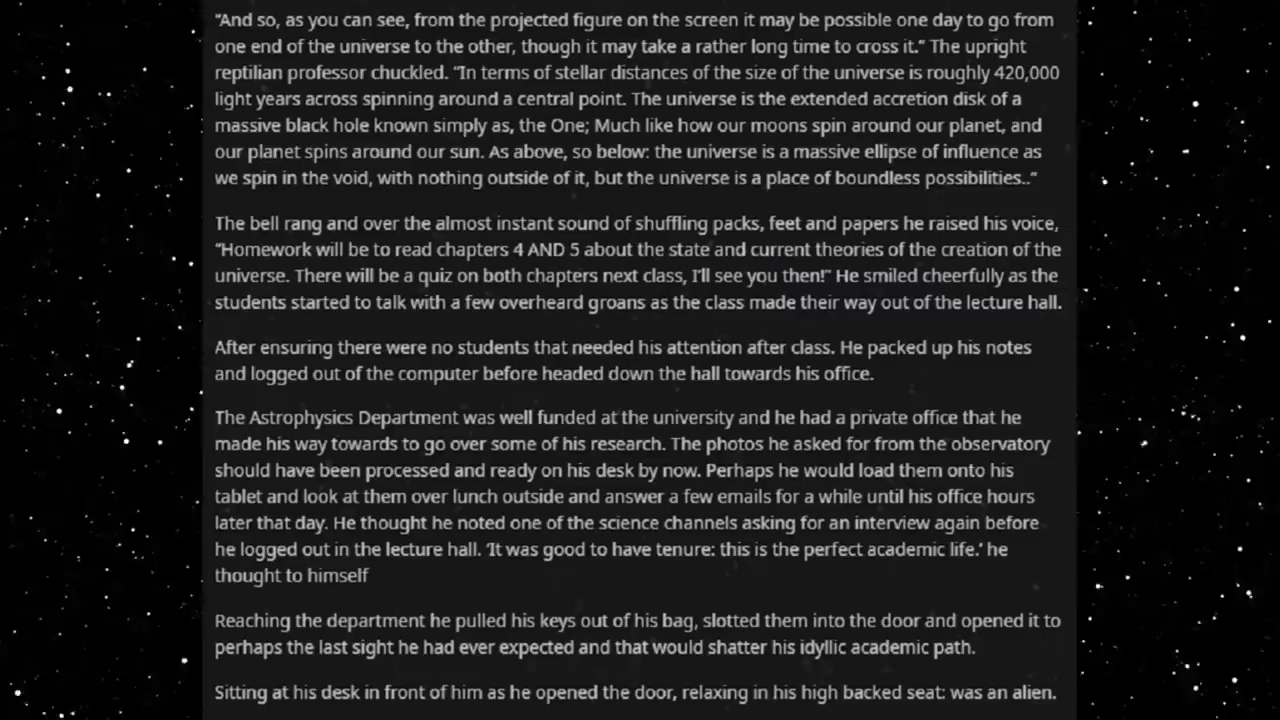 “And so, as you can see, from the projected figure on the screen it may be possible one day to go from
one end of the universe to the other, though it may take a rather long time to cross it.” The upright
reptilian professor chuckled. “In terms of stellar distances of the size of the universe is roughly 420,000
light years across spinning around a central point. The universe is the extended accretion disk of a
massive black hole known simply as, the One; Much like how our moons spin around our planet, and
our planet spins around our sun. As above, so below: the universe is a massive ellipse of influence as
we spin in the void, with nothing outside of it, but the universe is a place of boundless possibilities..”
The bell rang and over the almost instant sound of shuffling packs, feet and papers he raised his voice,
“Homework will be to read chapters 4 AND 5 about the state and current theories of the creation of the
universe. There will be a quiz on both chapters next class, I’ll see you then!” He smiled cheerfully as the
students started to talk with a few overheard groans as the class made their way out of the lecture hall.
After ensuring there were no students that needed his attention after class. He packed up his notes
and logged out of the computer before headed down the hall towards his office.
The Astrophysics Department was well funded at the university and he had a private office that he
made his way towards to go over some of his research. The photos he asked for from the observatory
should have been processed and ready on his desk by now. Perhaps he would load them onto his
tablet and look at them over lunch outside and answer a few emails for a while until his office hours
later that day. He thought he noted one of the science channels asking for an interview again before
he logged out in the lecture hall. ‘It was good to have tenure: this is the perfect academic life.’ he
thought to himself
Reaching the department he pulled his keys out of his bag, slotted them into the door and opened it to
perhaps the last sight he had ever expected and that would shatter his idyllic academic path.
Sitting at his desk in front of him as he opened the door, relaxing in his high backed seat: was an alien.